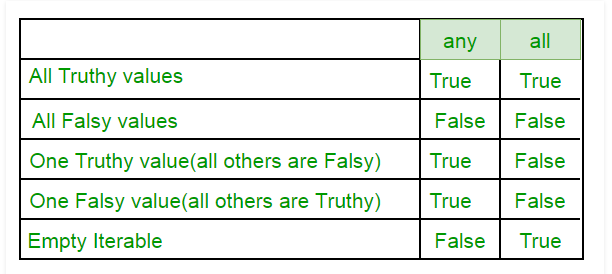 any all
All Truthy values True True
All Falsy values False False
One Truthy value(all others are Falsy) True False
One Falsy value(all others are Truthy) True False
Empty Iterable False True